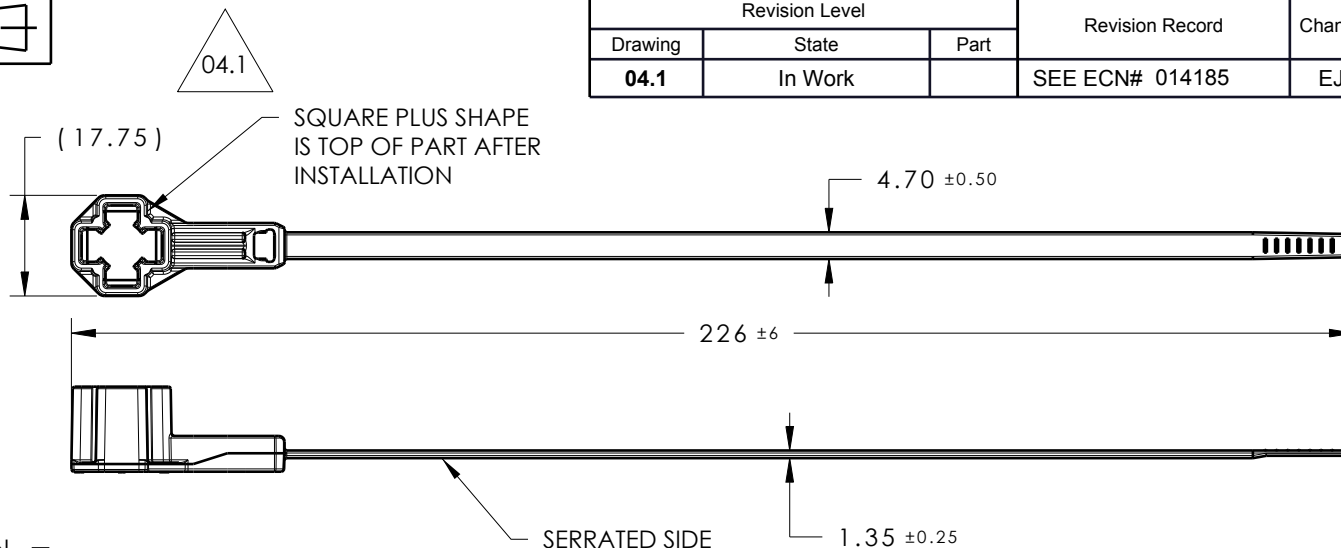 Revision Level
Revision Record
Drawing
State
Part
04.1
In Work
SEE ECN# 014185
EJ
04.1
SQUARE PLUS SHAPE
IS TOP OF PART AFTER
INSTALLATION
(17.75)
4.70 ±0.50
226 ±6
SERRATED SIDE
1.35 ±0.25